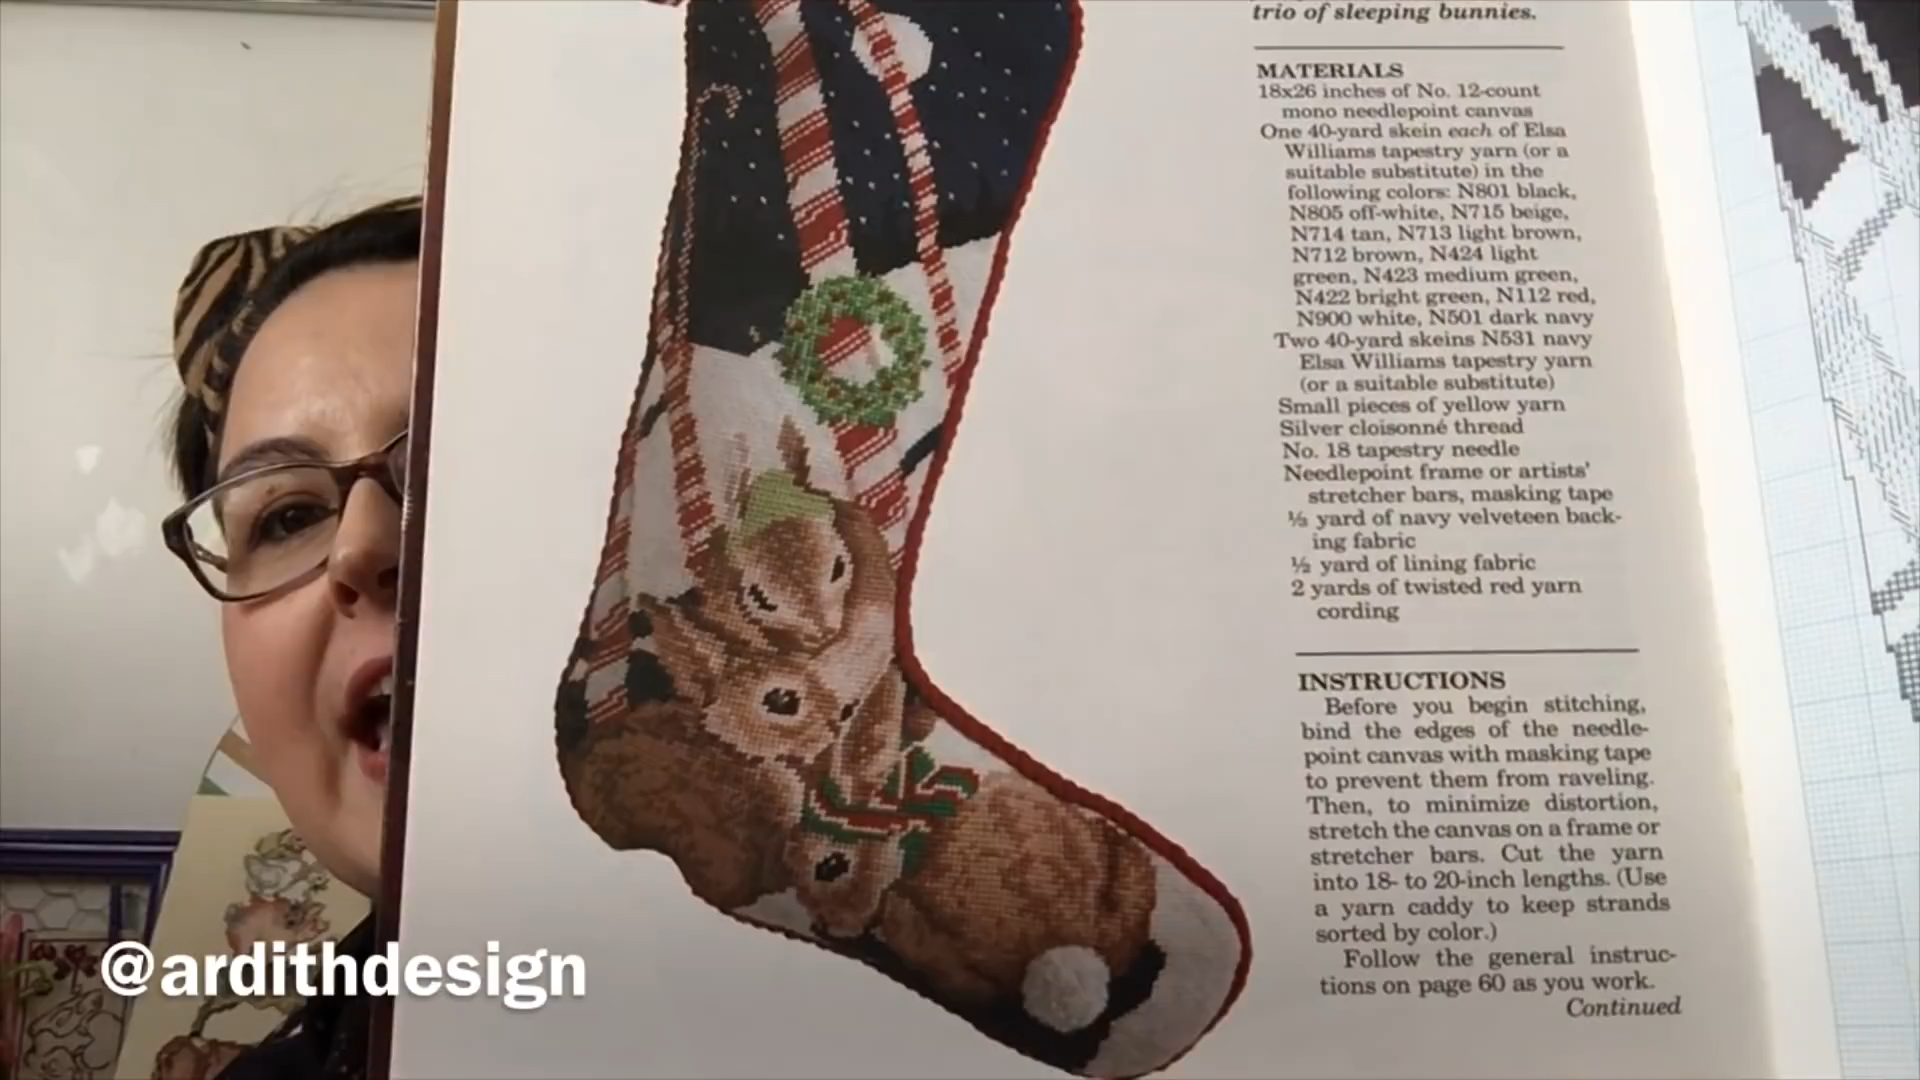 trio of sleeping bunnies.
MATERIALS
18x26 inches of No. 12-count
mono needlepoint canvas
One 40-yard skein each of Elsa
Williams tapestry yarn (or a
suitable substitute) in the
following colors: N801 black,
N805 off-white, N715 beige,
N714 tan, N713 light brown,
N712 brown, N424 light
green, N423 medium green,
N422 bright green, N112 red,
N900 white, N501 dark navy
Two 40-yard skeins N531 navy
Elsa Williams tapestry yarn
(or a suitable substitute)
Small pieces of yellow yarn
Silver cloisonné thread
No. 18 tapestry needle
Needlepoint frame or artists'
stretcher bars, masking tape
⅓ yard of navy velveteen back-
ing fabric
½ yard of lining fabric
2 yards of twisted red yarn
cording
INSTRUCTIONS
Before you begin stitching,
bind the edges of the needle-
point canvas with masking tape
to prevent them from raveling.
Then, to minimize distortion,
stretch the canvas on a frame or
stretcher bars. Cut the yarn
into 18- to 20-inch lengths. (Use
a yarn caddy to keep strands
sorted by color.)
Follow the general instruc-
tions on page 60 as you work.
Continued
@ardithdesign